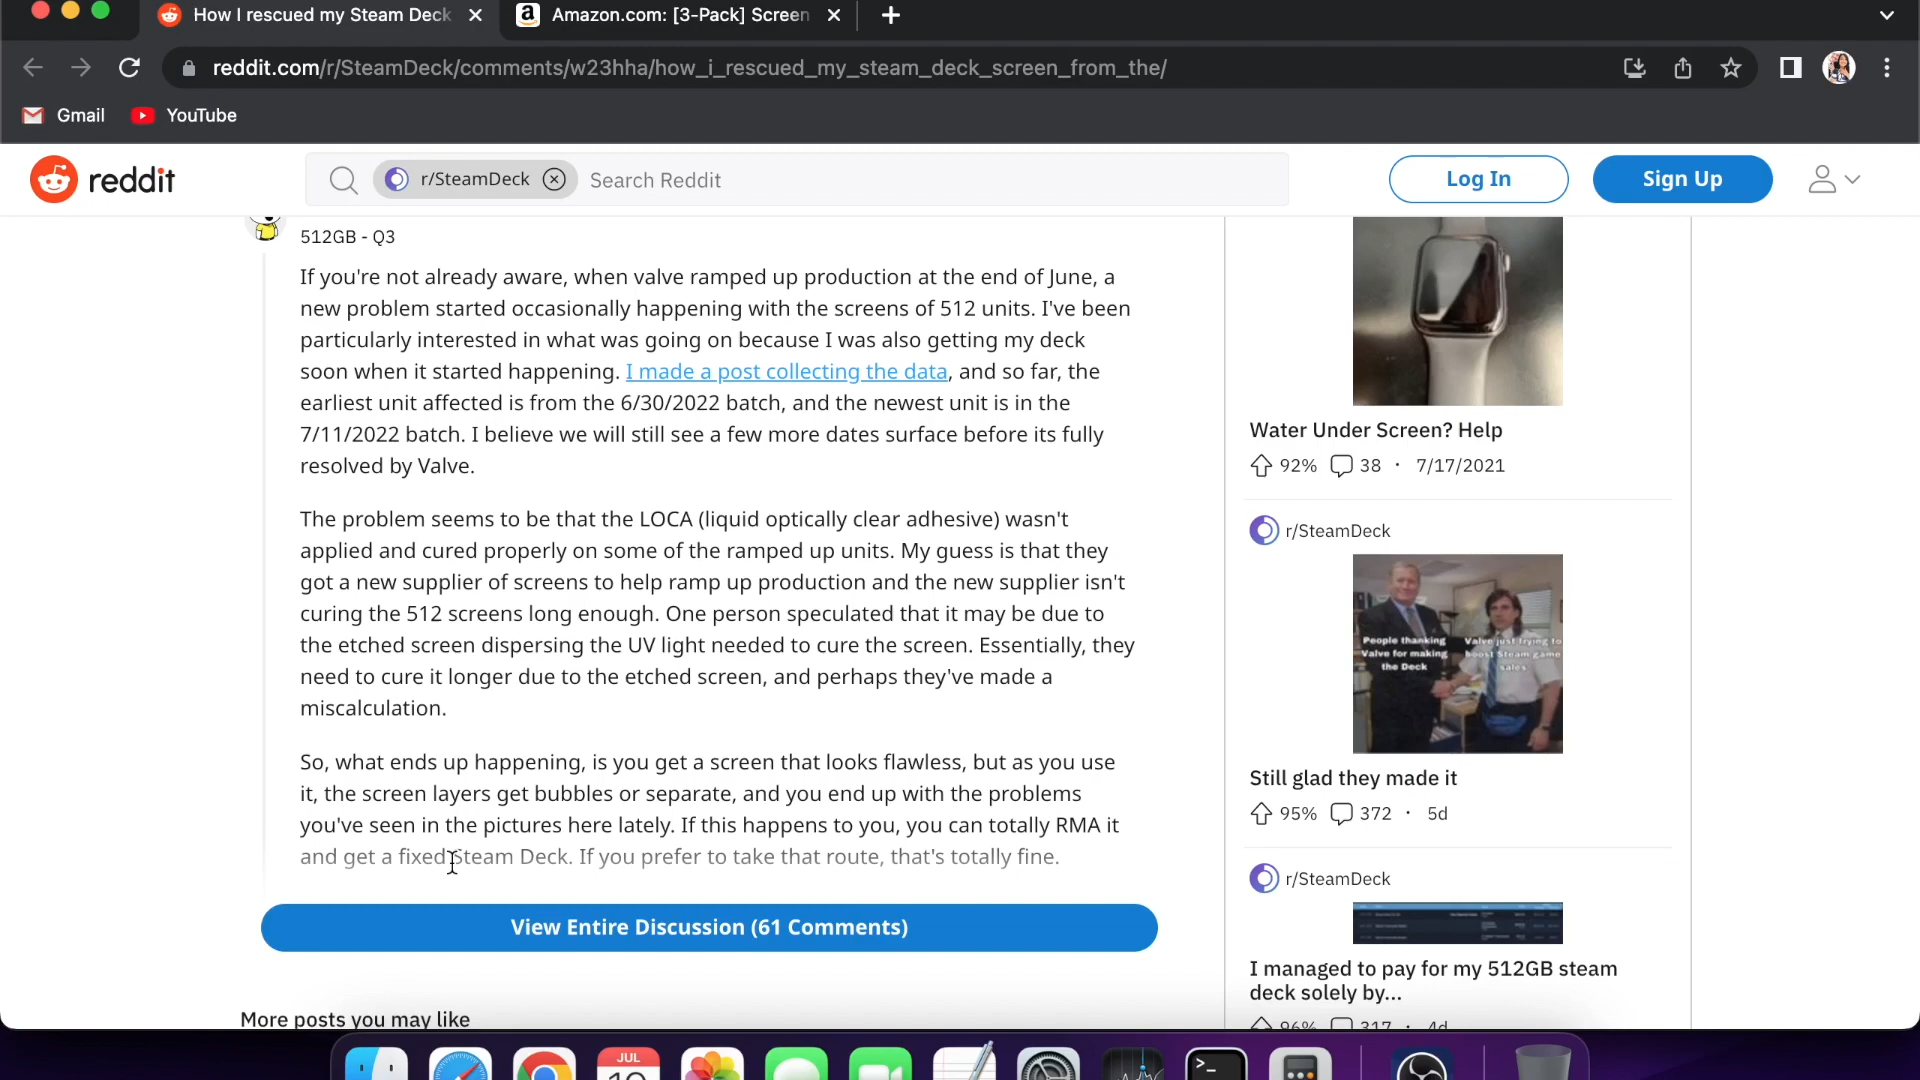 How I rescued my Steam Deck
Amazon.com: [3-Pack] Screen
reddit.com/r/SteamDeck/comments/w23hha/how_i_rescued_my_steam_deck_screen_from_the/
Gmail
YouTube
reddit
r/SteamDeck
Search Reddit
Log In
Sign Up
512GB - Q3
If you're not already aware, when valve ramped up production at the end of June, a
new problem started occasionally happening with the screens of 512 units. I've been
particularly interested in what was going on because I was also getting my deck
soon when it started happening. I made a post collecting the data, and so far, the
earliest unit affected is from the 6/30/2022 batch, and the newest unit is in the
7/11/2022 batch. I believe we will still see a few more dates surface before its fully
resolved by Valve.
The problem seems to be that the LOCA (liquid optically clear adhesive) wasn't
applied and cured properly on some of the ramped up units. My guess is that they
got a new supplier of screens to help ramp up production and the new supplier isn't
curing the 512 screens long enough. One person speculated that it may be due to
the etched screen dispersing the UV light needed to cure the screen. Essentially, they
need to cure it longer due to the etched screen, and perhaps they've made a
miscalculation.
So, what ends up happening, is you get a screen that looks flawless, but as you use
it, the screen layers get bubbles or separate, and you end up with the problems
you've seen in the pictures here lately. If this happens to you, you can totally RMA it
and get a fixed Steam Deck. If you prefer to take that route, that's totally fine.
View Entire Discussion (61 Comments)
More posts you may like
Water Under Screen? Help
92% 38 · 7/17/2021
r/SteamDeck
People thanking
Valve for making
the Deck
Valve just trying to
boost Steam game
sales
Still glad they made it
95% 372 · 5d
r/SteamDeck
I managed to pay for my 512GB steam
deck solely by...
96% 317 · 4d
JUL